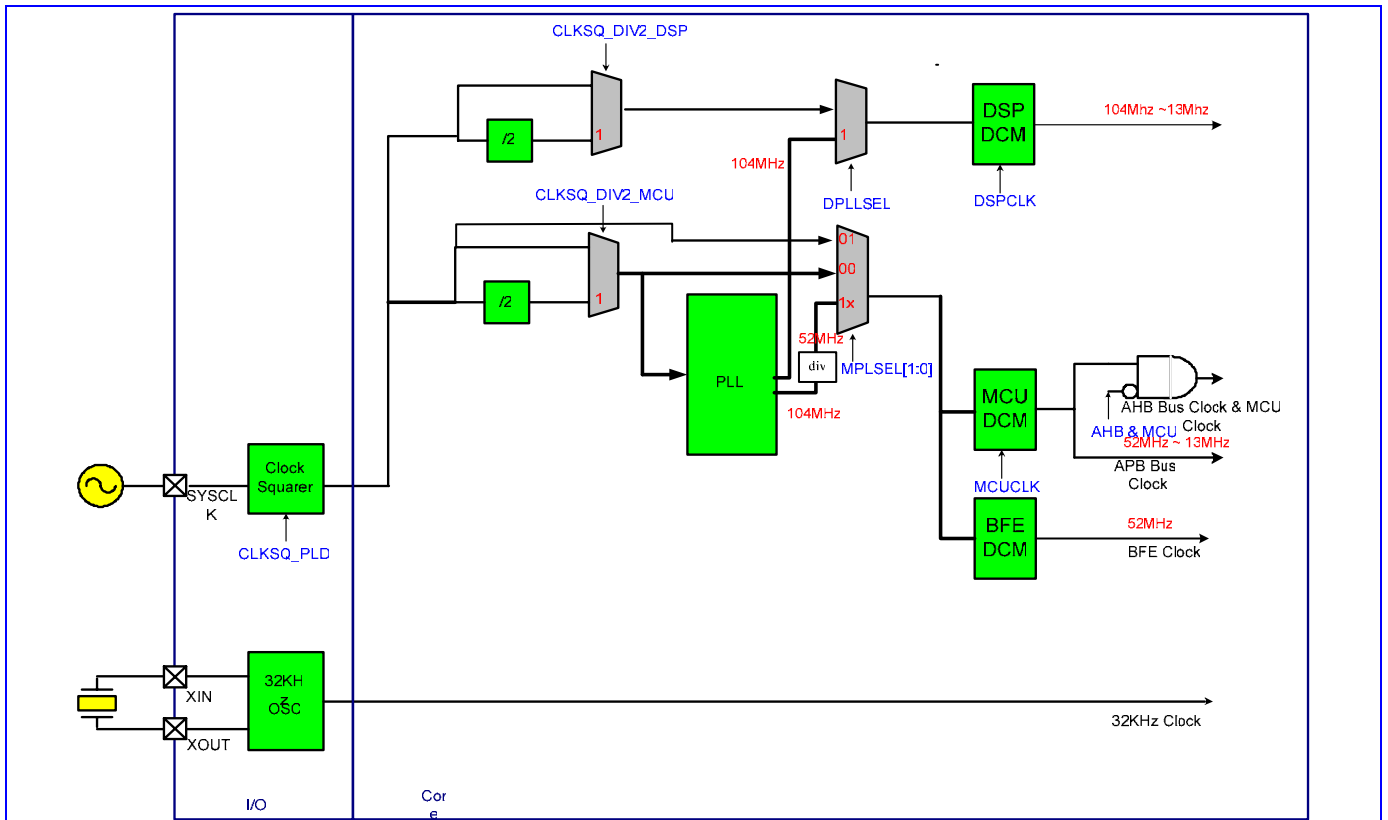 CLKSQ_DIV2_DSP
/2
1
1
104MHz
DPLLSEL
DSP
DCM
DSPCLK
104Mhz ~13Mhz
CLKSQ_DIV2_MCU
/2
1
01
00
1x
52MHz
div
MPLSEL[1:0]
PLL
104MHz
MCU
DCM
MCUCLK
AHB Bus Clock & MCU
Clock
AHB & MCU
52MHz ~ 13MHz
APB Bus
Clock
Clock
Squarer
SYSCL
K
CLKSQ_PLD
BFE
DCM
52MHz
BFE Clock
32KH
z
OSC
XIN
XOUT
32KHz Clock
I/O
Cor
e